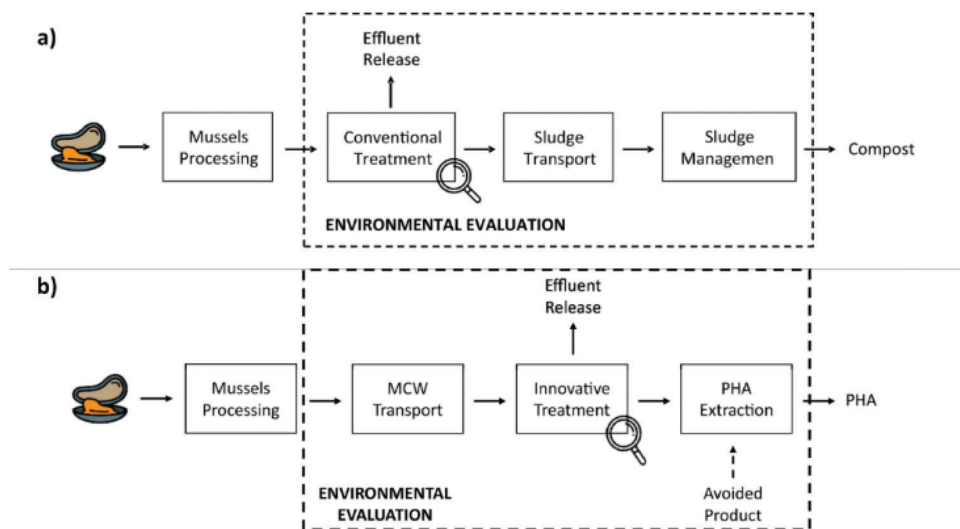 a)
Effluent
Release
Mussels
Processing
Conventional
Treatment
Sludge
Transport
Sludge
Managemen
Compost
ENVIRONMENTAL EVALUATION
b)
Effluent
Release
Mussels
Processing
MCW
Transport
Innovative
Treatment
PHA
Extraction
PHA
ENVIRONMENTAL
EVALUATION
Avoided
Product